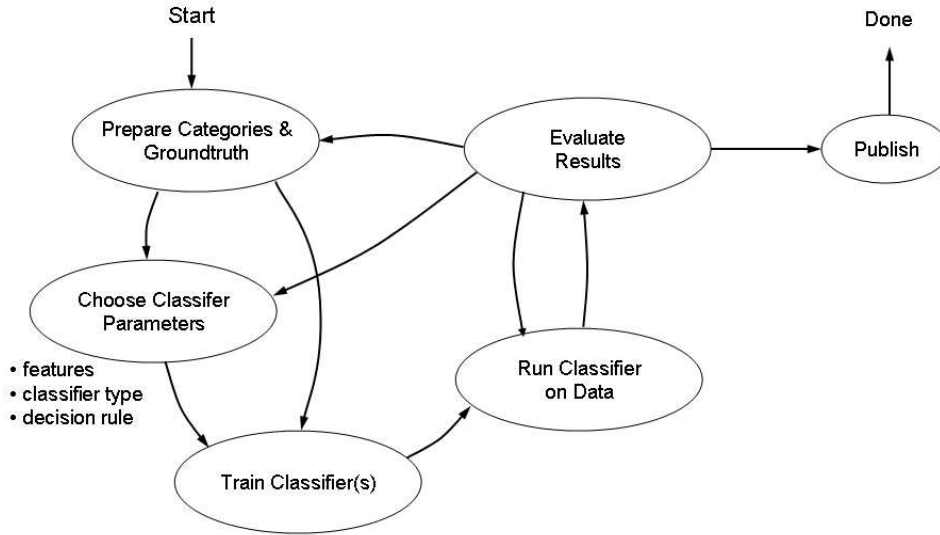 Start
Done
Prepare Categories &
Groundtruth
Evaluate
Results
Publish
Choose Classifer
Parameters
• features
• classifier type
• decision rule
Run Classifier
on Data
Train Classifier(s)